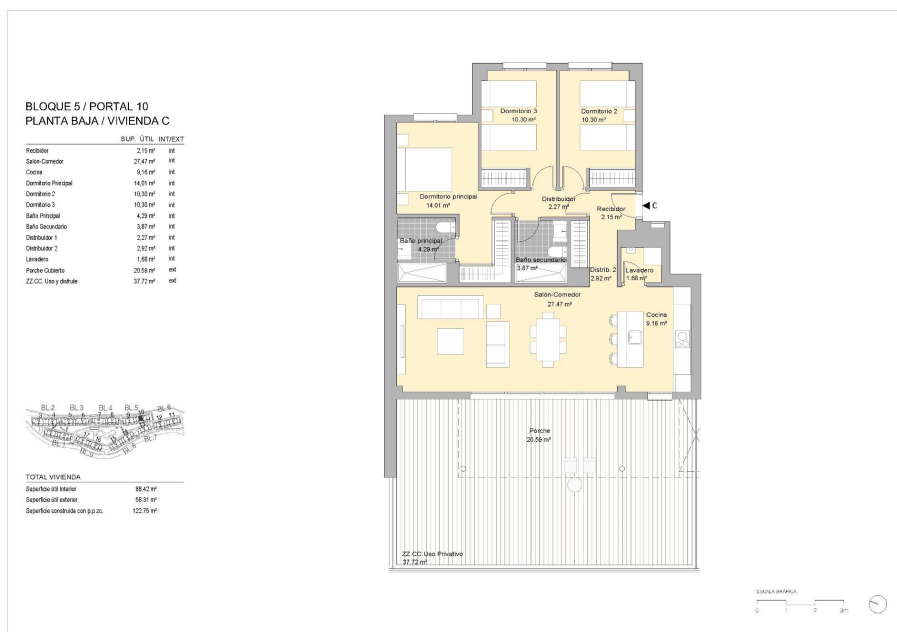 BLOQUE 5 / PORTAL 10
PLANTA BAJA / VIVIENDA C
SUP. ÚTIL INT/EXT
Recibidor 2,15 m² int
Salón-Comedor 27,47 m² int
Cocina 9,16 m² int
Dormitorio Principal 14,01 m² int
Dormitorio 2 10,30 m² int
Dormitorio 3 10,30 m² int
Baño Principal 4,29 m² int
Baño Secundario 3,87 m² int
Distribuidor 1 2,27 m² int
Distribuidor 2 2,92 m² int
Lavadero 1,68 m² int
Porche Cubierto 20.59 m² ext
ZZ.CC. Uso y disfrute 37.72 m² ext
BL.2 BL.3 BL.4 BL.5 BL.6
TOTAL VIVIENDA
Superficie útil interior 88.42 m²
Superficie útil exterior 58.31 m²
Superficie construida con p.p zc. 122.75 m²
Dormitorio 3
10.30 m²
Dormitorio 2
10.30 m²
Dormitorio principal
14.01 m²
Distribuidor
2.27 m²
Recibidor
2.15 m²
C
Baño principal
4.29 m²
Baño secundario
3.87 m²
Distrib. 2
2.92 m²
Lavadero
1.68 m²
Salón-Comedor
27.47 m²
Cocina
9.16 m²
Porche
20.59 m²
ZZ.CC.Uso Privativo
37.72 m²
ESCALA GRÁFICA
0 1 2 3m